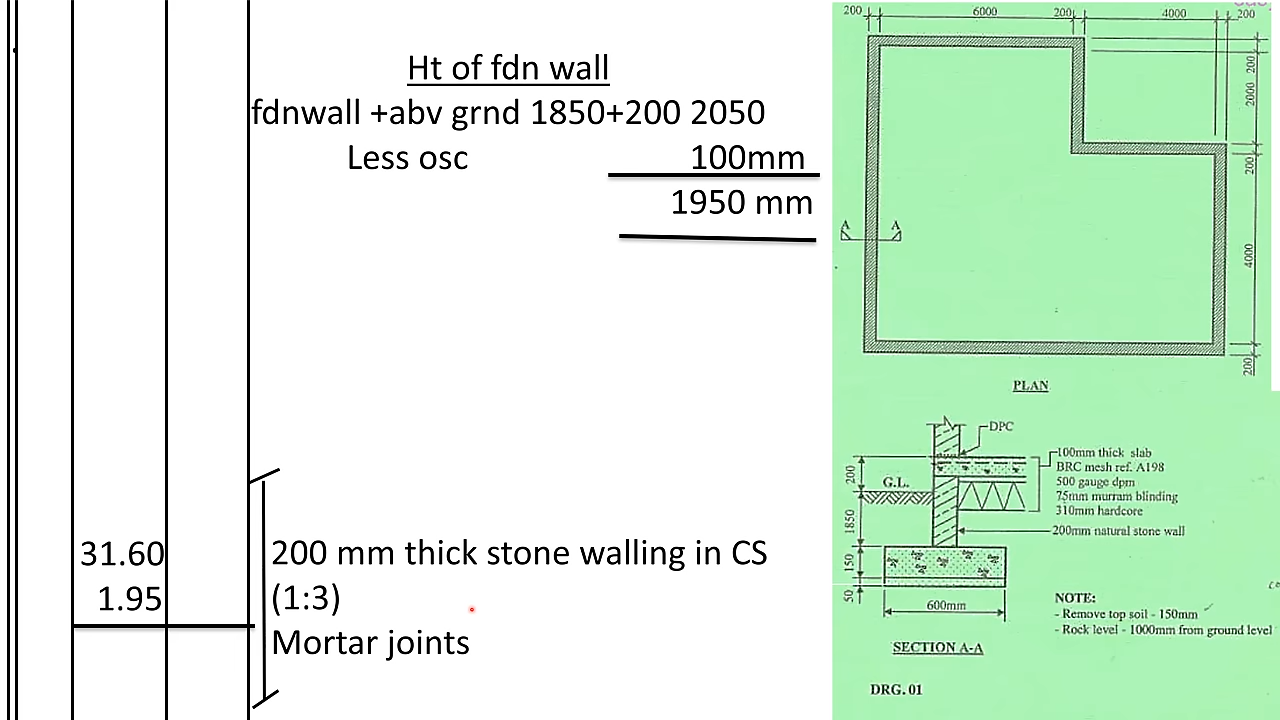 Ht of fdn wall
fdnwall +abv grnd 1850+200 2050
Less osc 100mm
1950 mm
31.60
1.95
200 mm thick stone walling in CS
(1:3)
Mortar joints
200 6000 200 4000 200
200
2000
200
4000
200
A A
PLAN
DPC
100mm thick slab
BRC mesh ref. A198
500 gauge dpm
75mm murram blinding
310mm hardcore
200mm natural stone wall
G.L.
200
1850
150
50
600mm
SECTION A-A
NOTE:
- Remove top soil - 150mm
- Rock level - 1000mm from ground level
DRG. 01